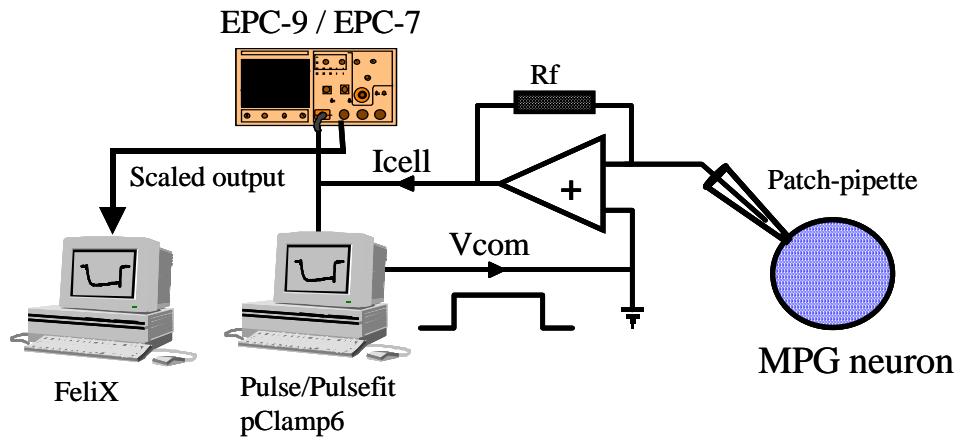 EPC-9 / EPC-7
Rf
Icell
Scaled output
+
Patch-pipette
Vcom
MPG neuron
FeliX
Pulse/Pulsefit
pClamp6